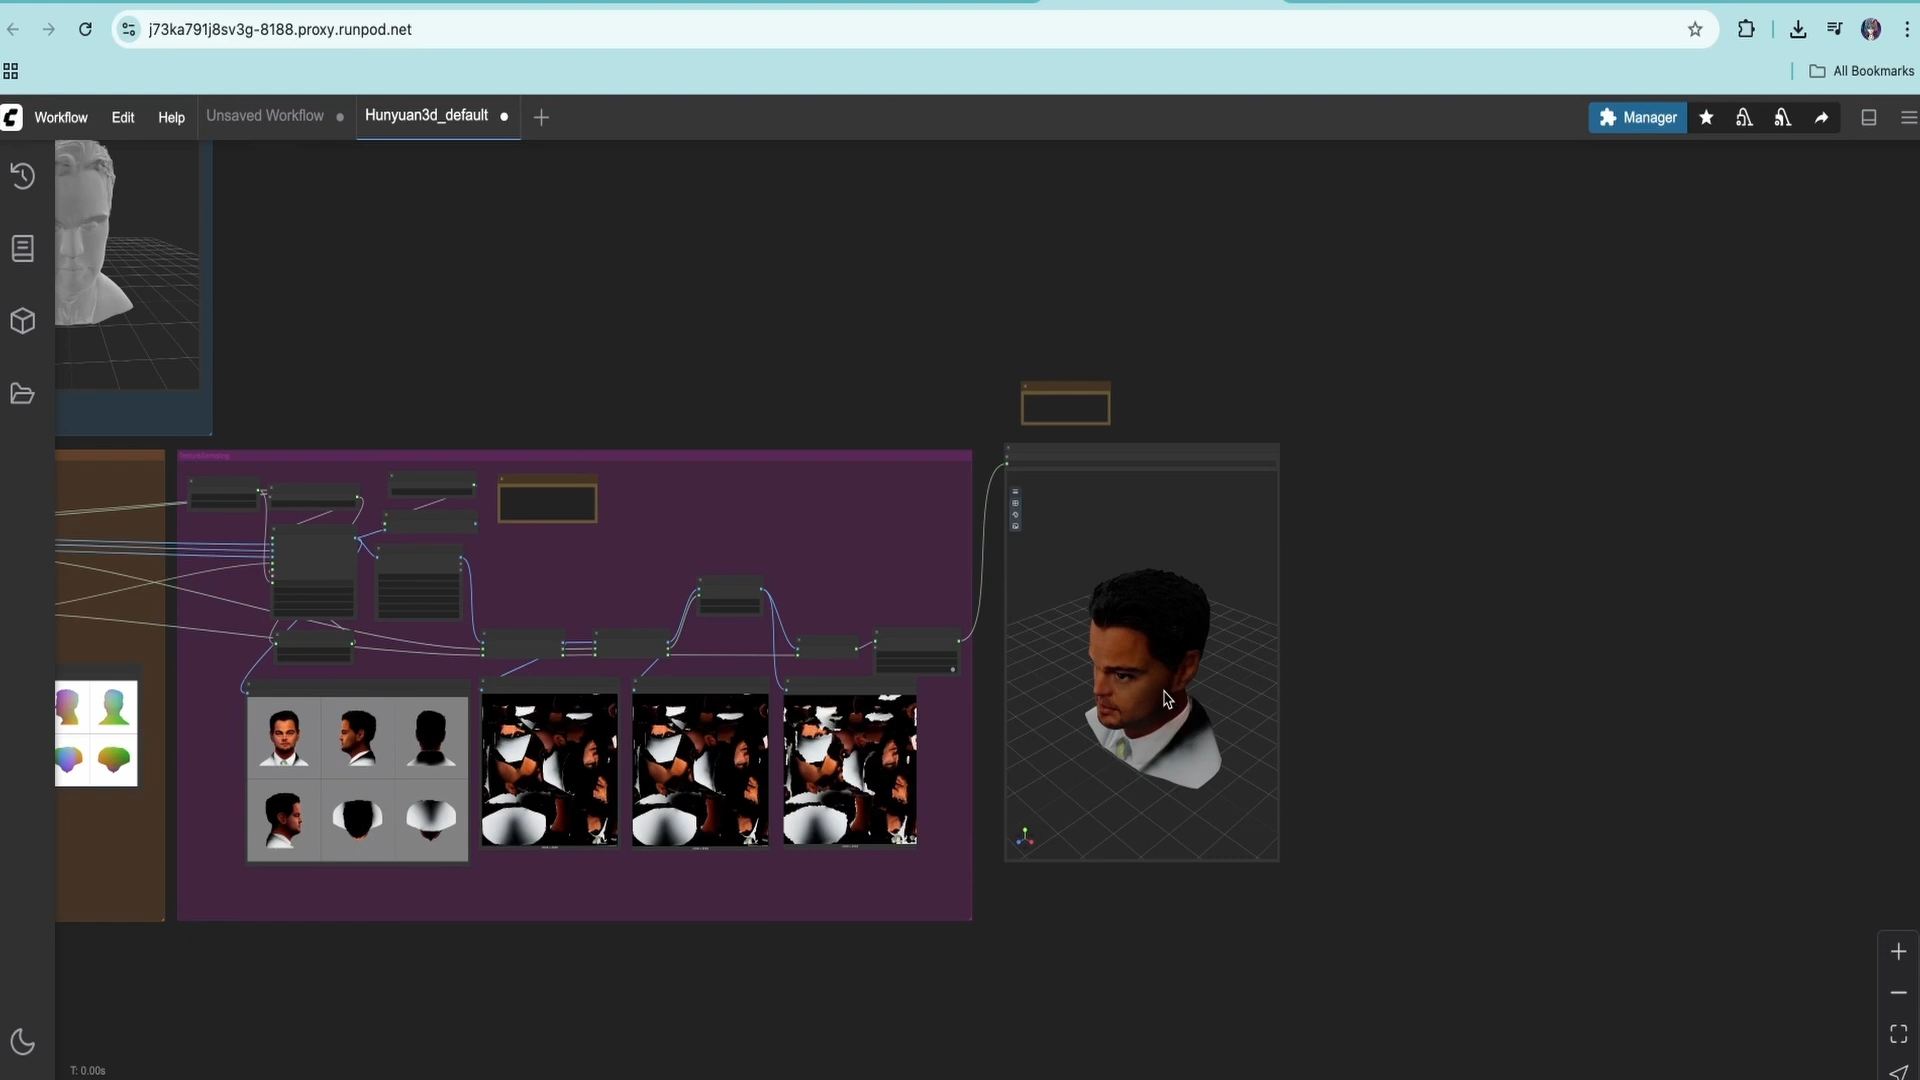 j73ka791j8sv3g-8188.proxy.runpod.net
All Bookmarks
Workflow
Edit
Help
Unsaved Workflow
Hunyuan3d_default
Manager
T: 0.00s